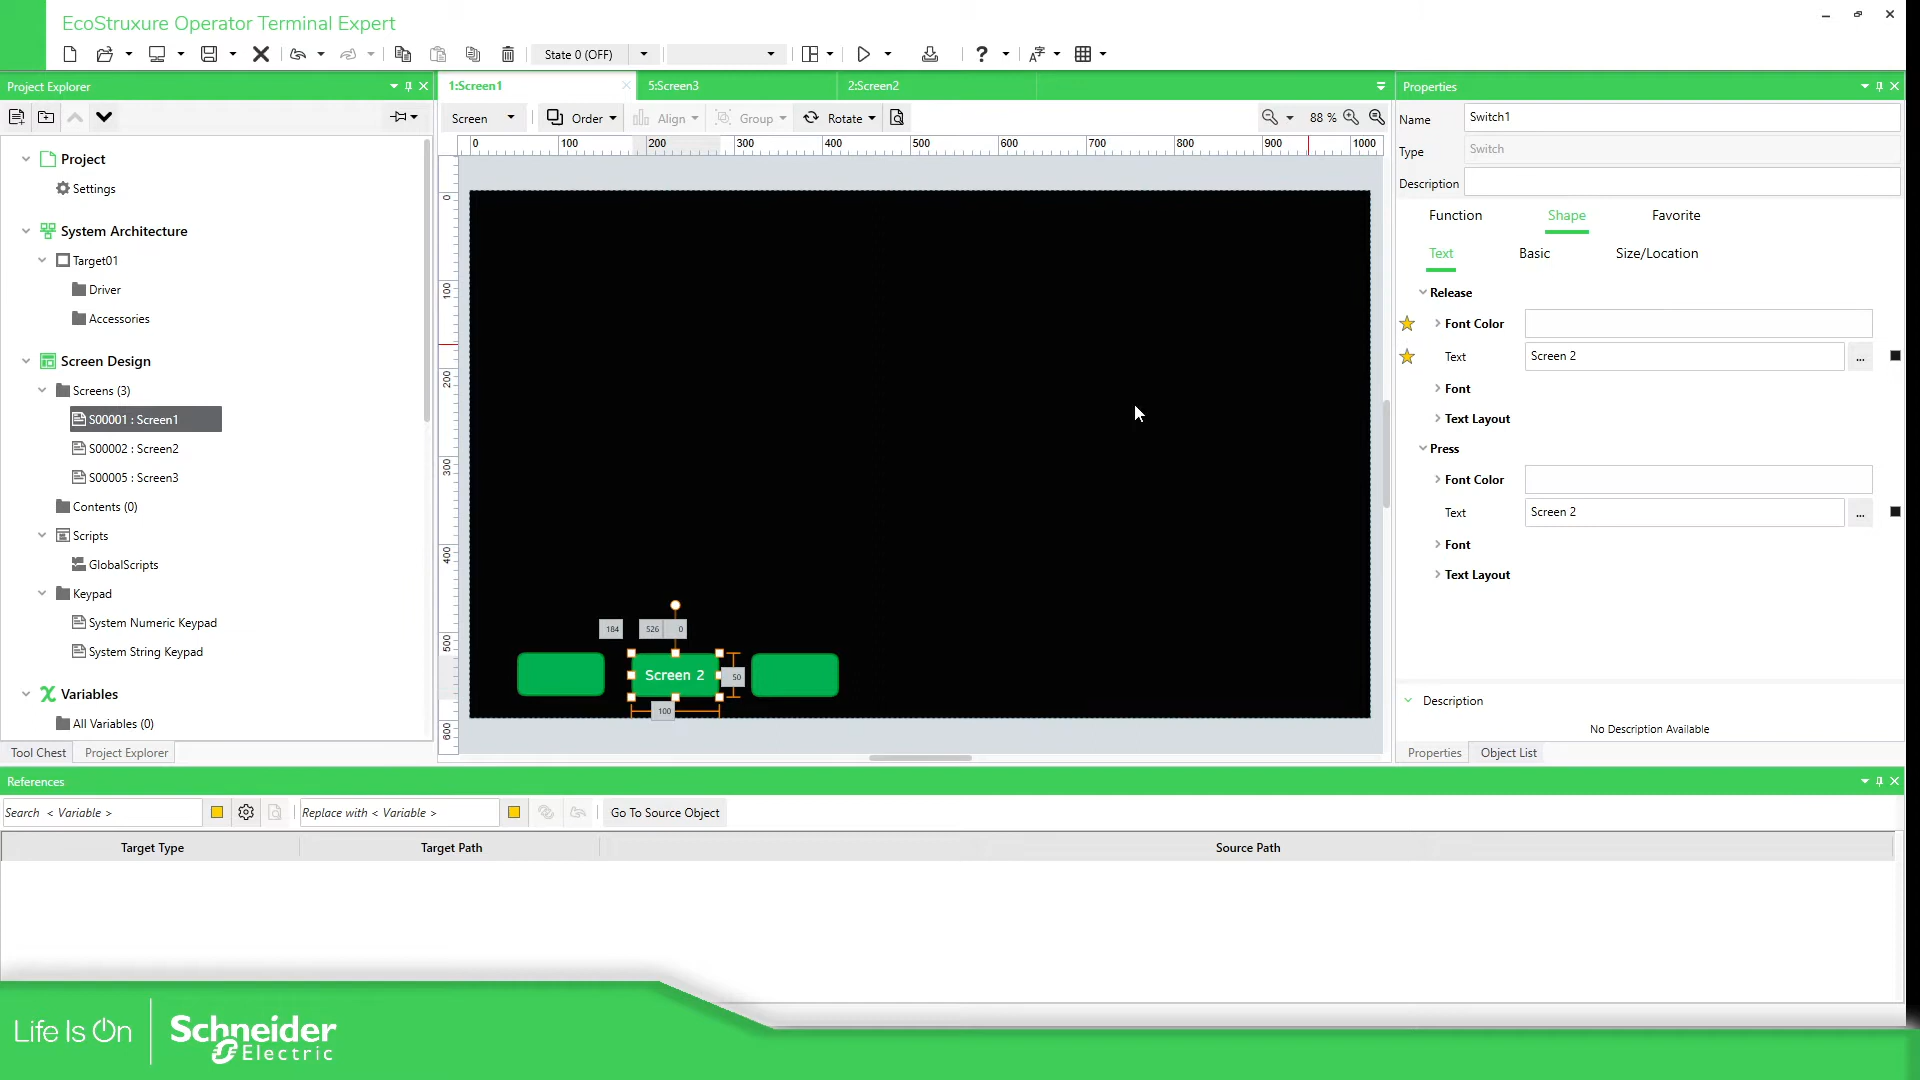 EcoStruxure Operator Terminal Expert
State 0 (OFF)
Project Explorer
Project
Settings
System Architecture
Target01
Driver
Accessories
Screen Design
Screens (3)
S00001 : Screen1
S00002 : Screen2
S00005 : Screen3
Contents (0)
Scripts
GlobalScripts
Keypad
System Numeric Keypad
System String Keypad
Variables
All Variables (0)
Tool Chest
Project Explorer
1:Screen1
5:Screen3
2:Screen2
Screen
Order
Align
Group
Rotate
88 %
0 100 200 300 400 500 600 700 800 900 1000
0
100
200
300
400
500
600
184
526
0
Screen 2
50
100
Properties
Name
Switch1
Type
Switch
Description
Function
Shape
Favorite
Text
Basic
Size/Location
Release
Font Color
Text
Screen 2
...
Font
Text Layout
Press
Font Color
Text
Screen 2
...
Font
Text Layout
Description
No Description Available
Properties
Object List
References
Search < Variable >
Replace with < Variable >
Go To Source Object
Target Type
Target Path
Source Path
Life Is On
Schneider
Electric